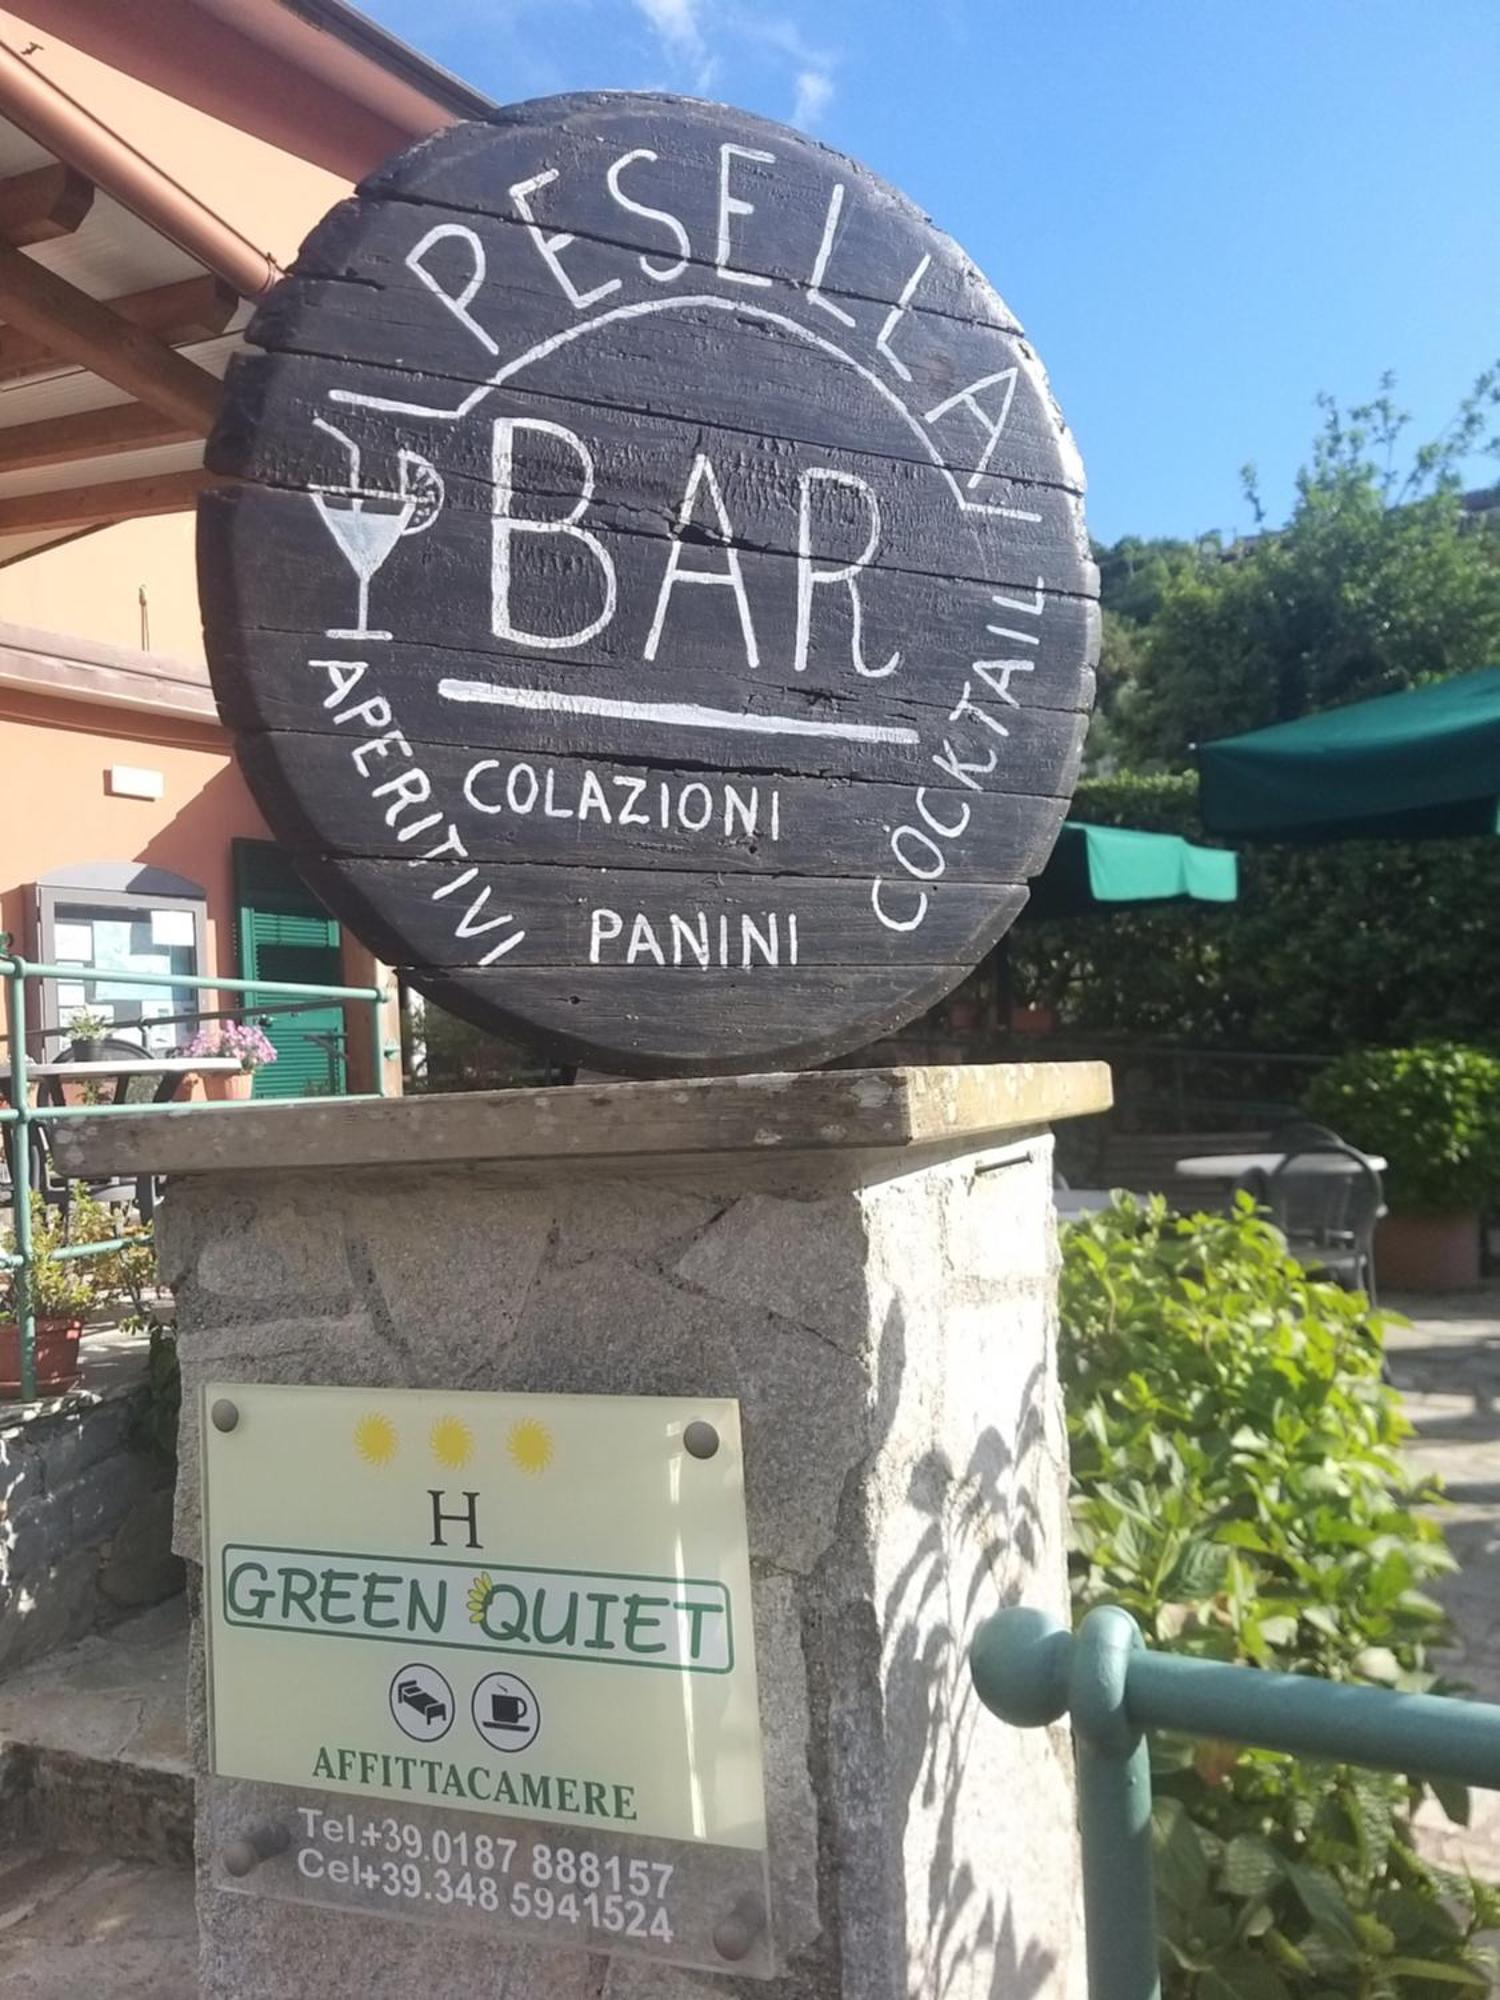 PESELLA
BAR
APERITIVI
COLAZIONI
PANINI
COCKTAIL
H
GREEN QUIET
AFFITTACAMERE
Tel.+39.0187 888157
Cel+39.348 5941524